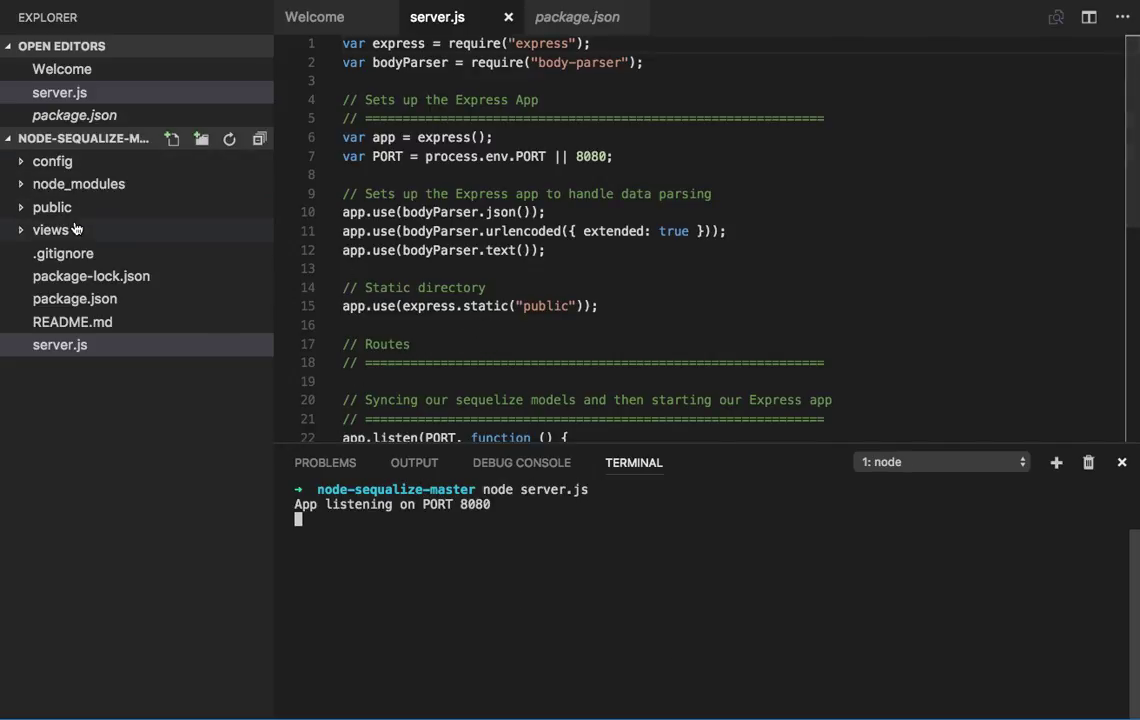 EXPLORER
OPEN EDITORS
Welcome
server.js
package.json
NODE-SEQUALIZE-M...
config
node_modules
public
views
.gitignore
package-lock.json
package.json
README.md
server.js
Welcome server.js package.json
1 var express = require("express");
2 var bodyParser = require("body-parser");
3
4 // Sets up the Express App
5 // =============================================================
6 var app = express();
7 var PORT = process.env.PORT || 8080;
8
9 // Sets up the Express app to handle data parsing
10 app.use(bodyParser.json());
11 app.use(bodyParser.urlencoded({ extended: true }));
12 app.use(bodyParser.text());
13
14 // Static directory
15 app.use(express.static("public"));
16
17 // Routes
18 // =============================================================
19
20 // Syncing our sequelize models and then starting our Express app
21 // =============================================================
22 app.listen(PORT, function () {
PROBLEMS OUTPUT DEBUG CONSOLE TERMINAL 1: node
➜ node-sequalize-master node server.js
App listening on PORT 8080